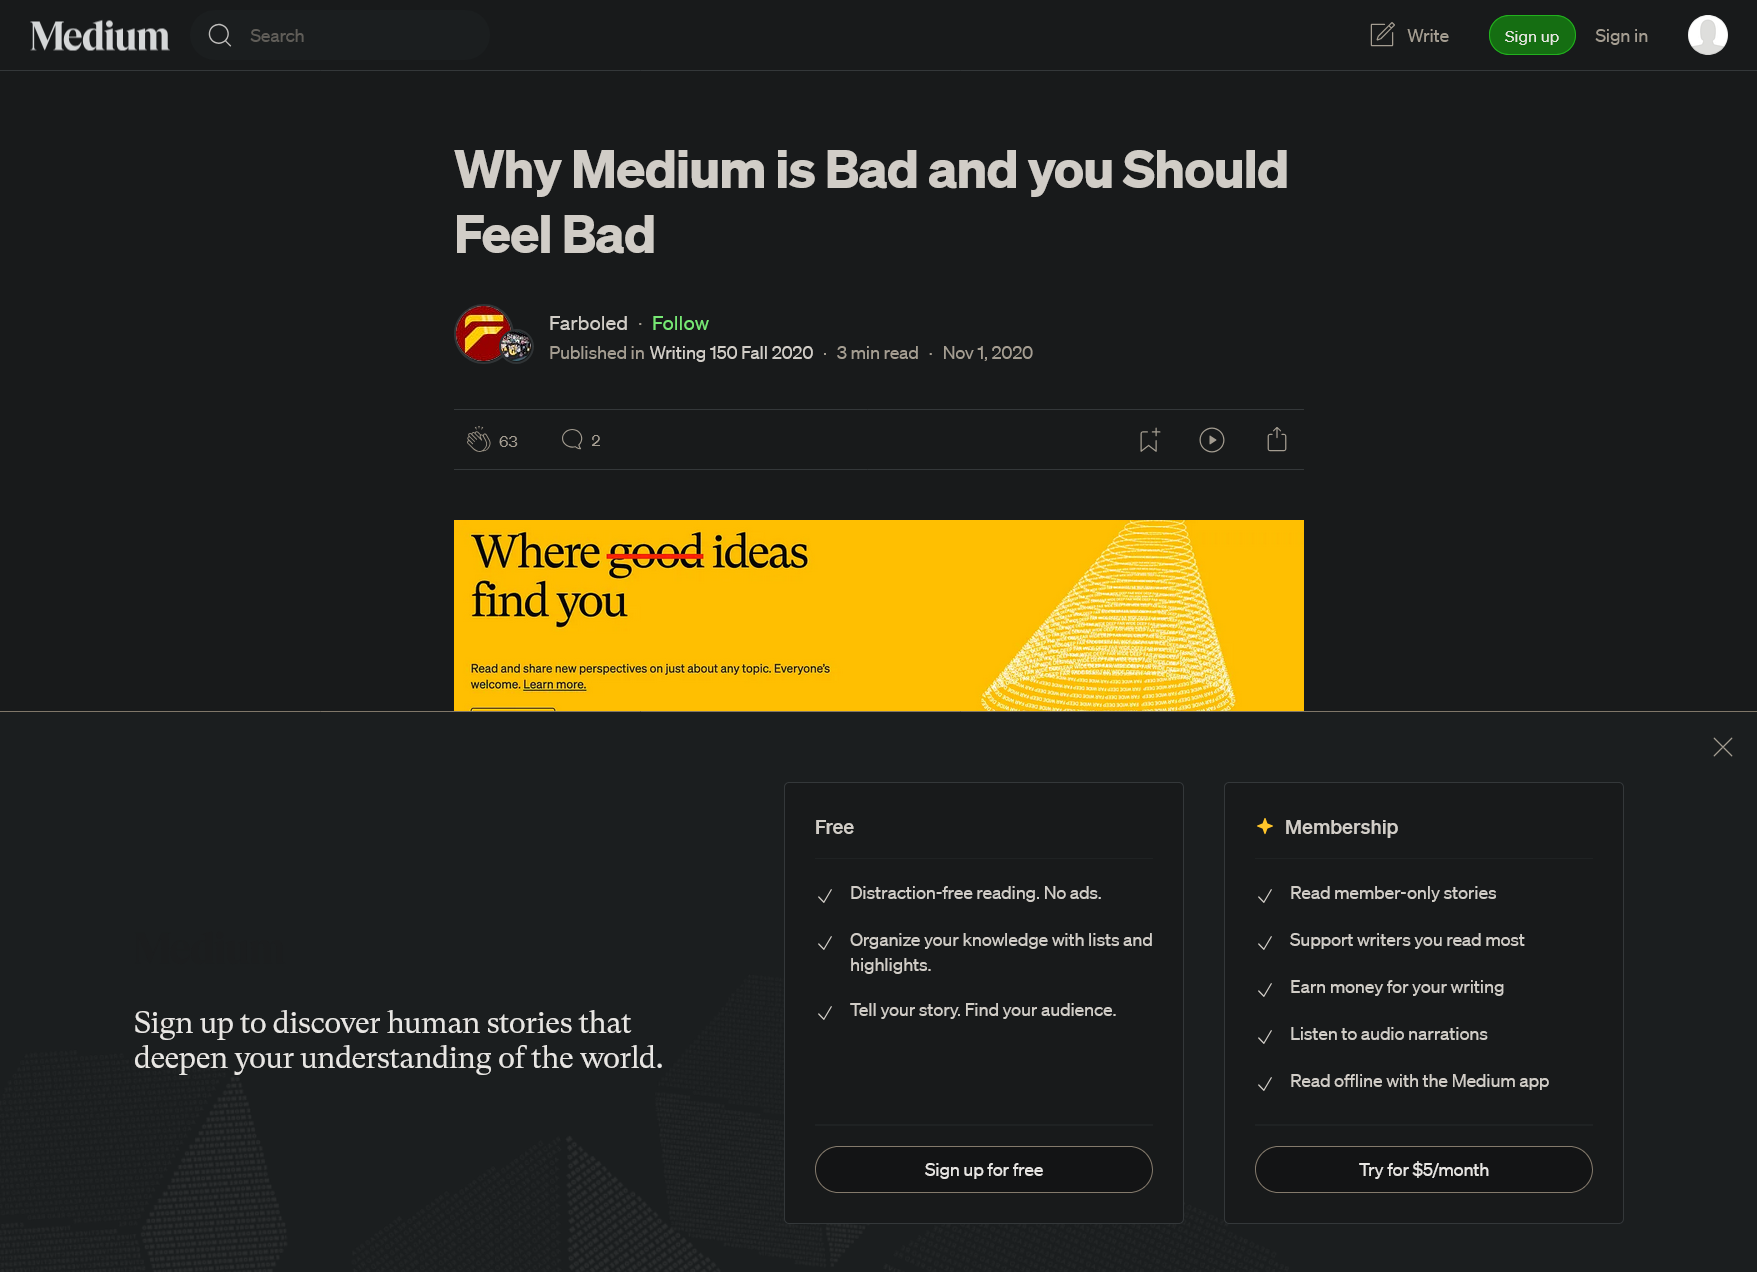 Medium
Search
Write
Sign up
Sign in
Why Medium is Bad and you Should
Feel Bad
Farboled · Follow
Published in Writing 150 Fall 2020 · 3 min read · Nov 1, 2020
63
2
Where good ideas
find you
Read and share new perspectives on just about any topic. Everyone's
welcome. Learn more.
Sign up to discover human stories that
deepen your understanding of the world.
Free
Distraction-free reading. No ads.
Organize your knowledge with lists and
highlights.
Tell your story. Find your audience.
Sign up for free
Membership
Read member-only stories
Support writers you read most
Earn money for your writing
Listen to audio narrations
Read offline with the Medium app
Try for $5/month